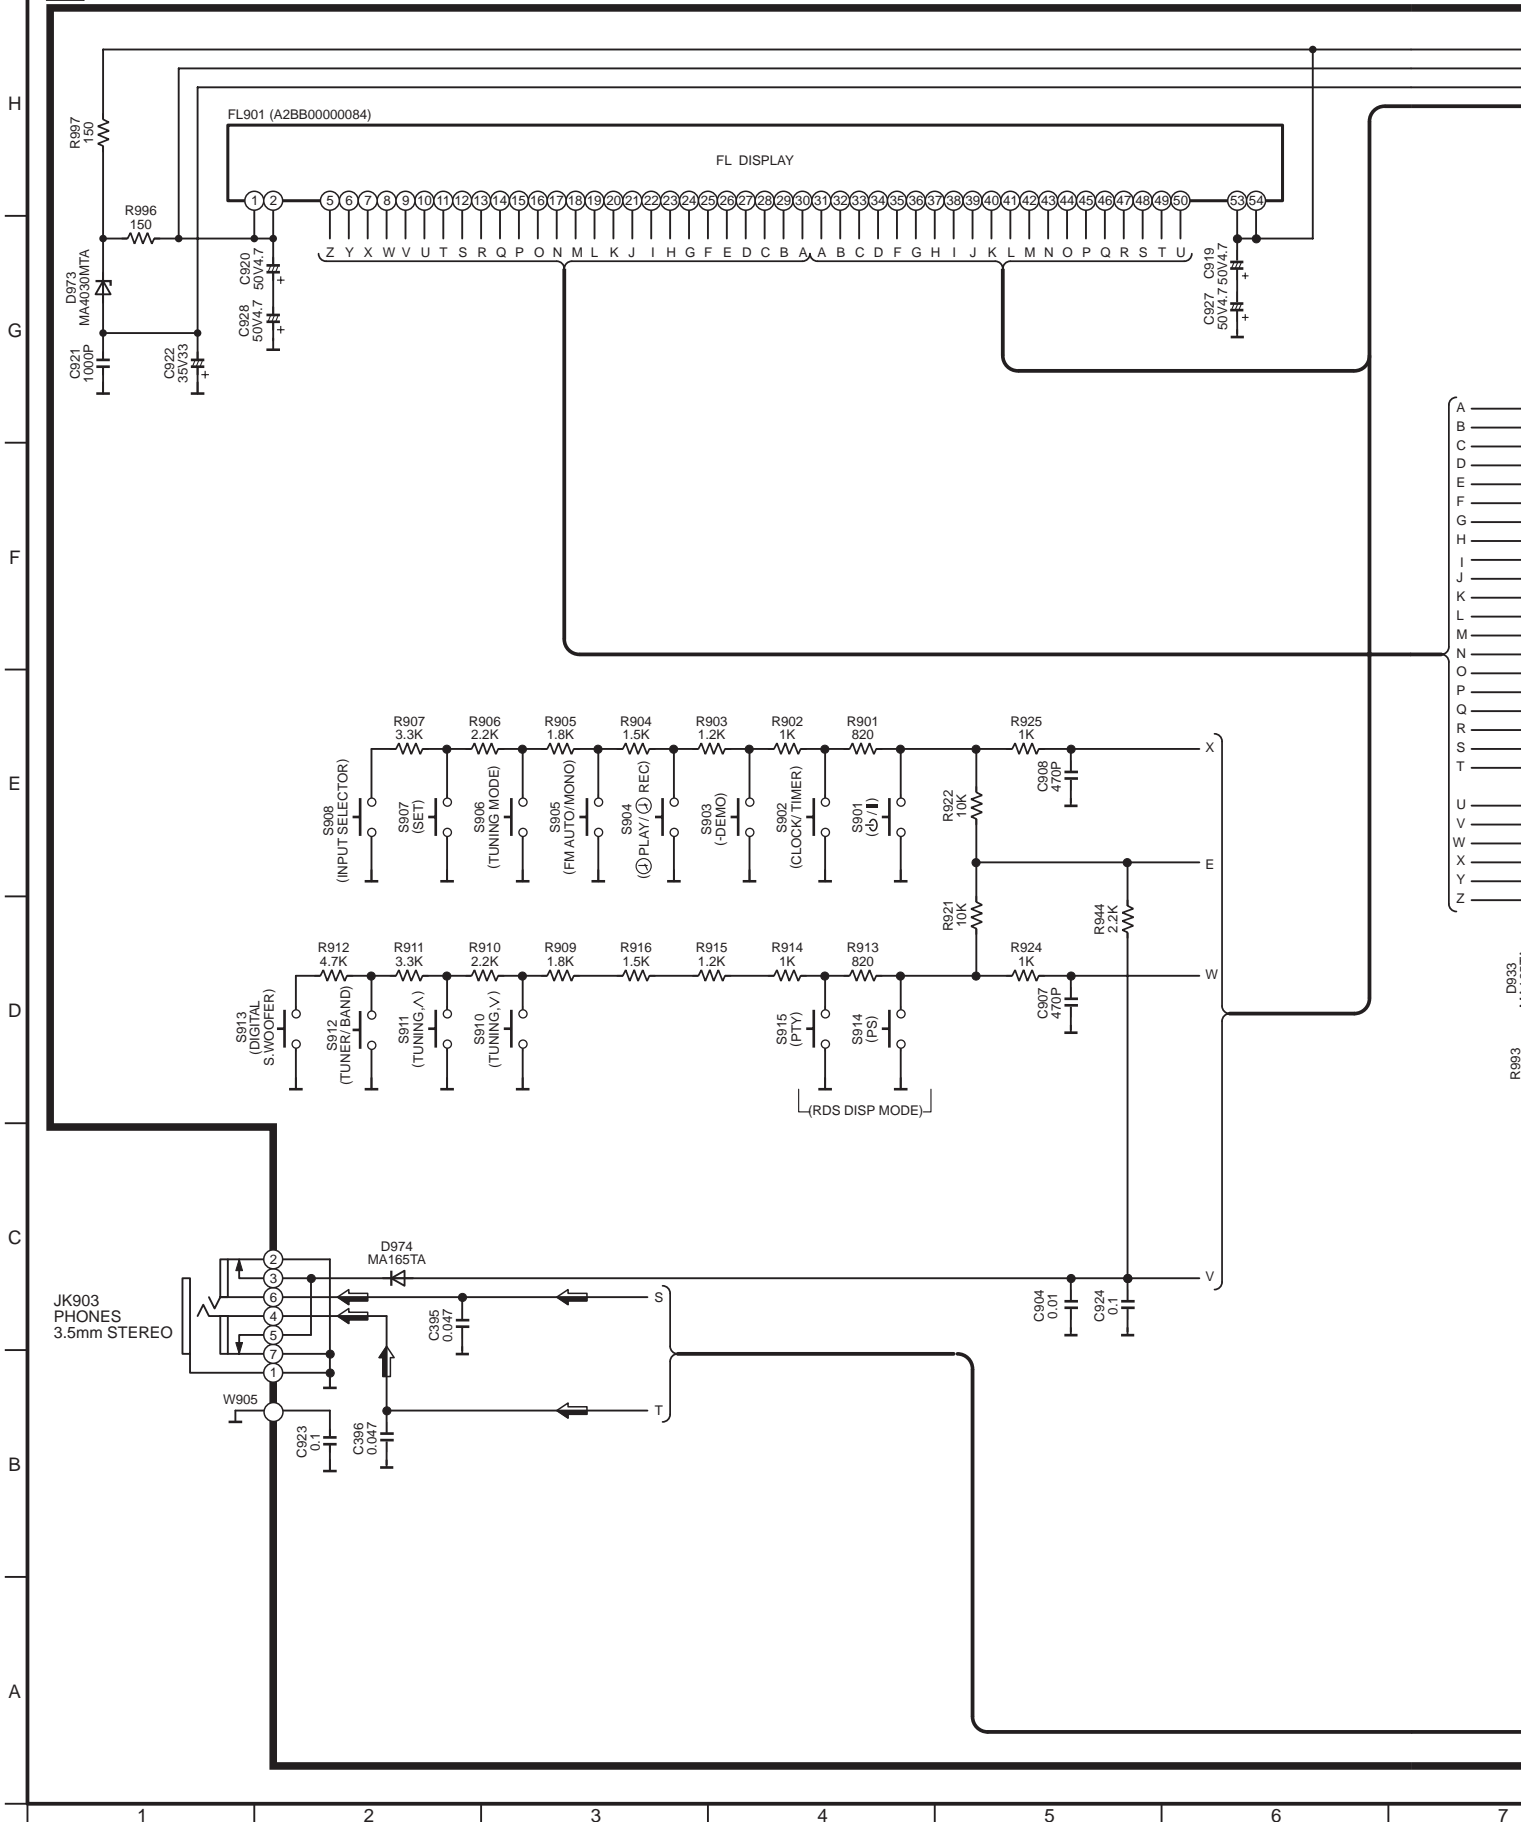 H
G
F
E
D
C
B
A
FL901 (A2BB00000084)
FL DISPLAY
R997
150
R996
150
1 2 5 6 7 8 9 10 11 12 13 14 15 16 17 18 19 20 21 22 23 24 25 26 27 28 29 30 31 32 33 34 35 36 37 38 39 40 41 42 43 44 45 46 47 48 49 50 53 54
Z Y X W V U T S R Q P O N M L K J I H G F E D C B A A B C D F G H I J K L M N O P Q R S T U
D973
MA4030MTA
C920
50V4.7
+
C928
50V4.7
+
C921
1000P
C922
35V33
+
C919
50V4.7
+
C927
50V4.7
+
A
B
C
D
E
F
G
H
I
J
K
L
M
N
O
P
Q
R
S
T
U
V
W
X
Y
Z
R907
3.3K
R906
2.2K
R905
1.8K
R904
1.5K
R903
1.2K
R902
1K
R901
820
R925
1K
X
S908
(INPUT SELECTOR)
S907
(SET)
S906
(TUNING MODE)
S905
(FM AUTO/MONO)
S904
(PLAY/ REC)
S903
(-DEMO)
S902
(CLOCK/TIMER)
S901
(⏻/I)
R922
10K
C908
470P
E
R921
10K
R944
2.2K
R912
4.7K
R911
3.3K
R910
2.2K
R909
1.8K
R916
1.5K
R915
1.2K
R914
1K
R913
820
R924
1K
W
S913
(DIGITAL
S.WOOFER)
S912
(TUNER/BAND)
S911
(TUNING,∧)
S910
(TUNING,∨)
S915
(PTY)
S914
(PS)
C907
470P
(RDS DISP MODE)
D933
R993
D974
MA165TA
V
JK903
PHONES
3.5mm STEREO
2
3
6
4
5
7
1
S
T
C395
0.047
C904
0.01
C924
0.1
W905
C923
0.1
C396
0.047
1 2 3 4 5 6 7